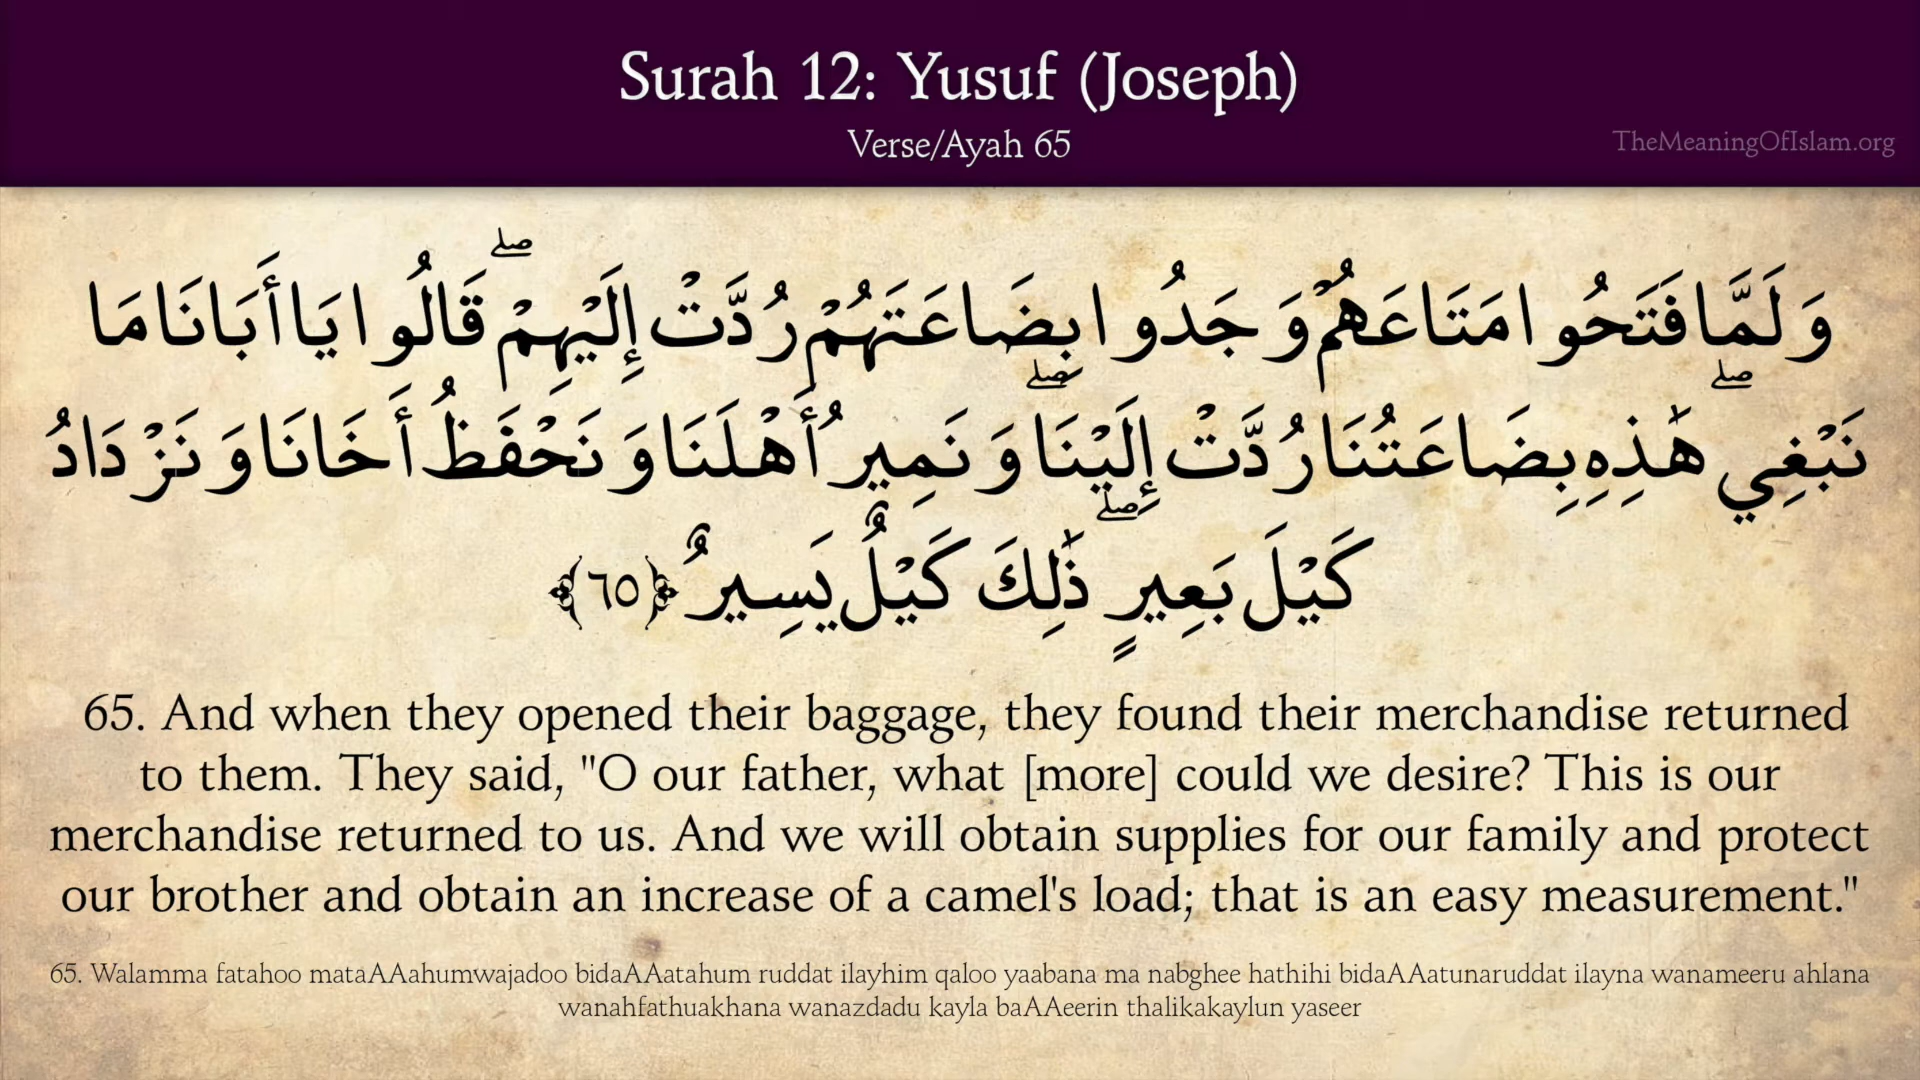 Surah 12: Yusuf (Joseph)
Verse/Ayah 65
TheMeaningOfIslam.org
وَلَمَّا فَتَحُوا مَتَاعَهُمْ وَجَدُوا بِضَاعَتَهُمْ رُدَّتْ إِلَيْهِمْ ۖ قَالُوا يَا أَبَانَا مَا
نَبْغِي ۖ هَٰذِهِ بِضَاعَتُنَا رُدَّتْ إِلَيْنَا ۖ وَنَمِيرُ أَهْلَنَا وَنَحْفَظُ أَخَانَا وَنَزْدَادُ
كَيْلَ بَعِيرٍ ۖ ذَٰلِكَ كَيْلٌ يَسِيرٌ ﴿٦٥﴾
65. And when they opened their baggage, they found their merchandise returned
to them. They said, "O our father, what [more] could we desire? This is our
merchandise returned to us. And we will obtain supplies for our family and protect
our brother and obtain an increase of a camel's load; that is an easy measurement."
65. Walamma fatahoo mataAAahumwajadoo bidaAAatahum ruddat ilayhim qaloo yaabana ma nabghee hathihi bidaAAatunaruddat ilayna wanameeru ahlana
wanahfathuakhana wanazdadu kayla baAAeerin thalikakaylun yaseer